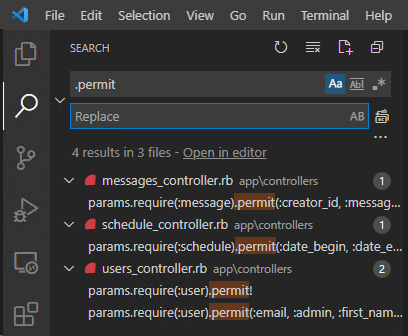 File Edit Selection View Go Run Terminal Help
SEARCH
.permit
Aa Abl .*
Replace
AB
4 results in 3 files - Open in editor
messages_controller.rb app\controllers 1
params.require(:message).permit(:creator_id, :messag...
schedule_controller.rb app\controllers 1
params.require(:schedule).permit(:date_begin, :date_e...
users_controller.rb app\controllers 2
params.require(:user).permit!
params.require(:user).permit(:email, :admin, :first_nam...